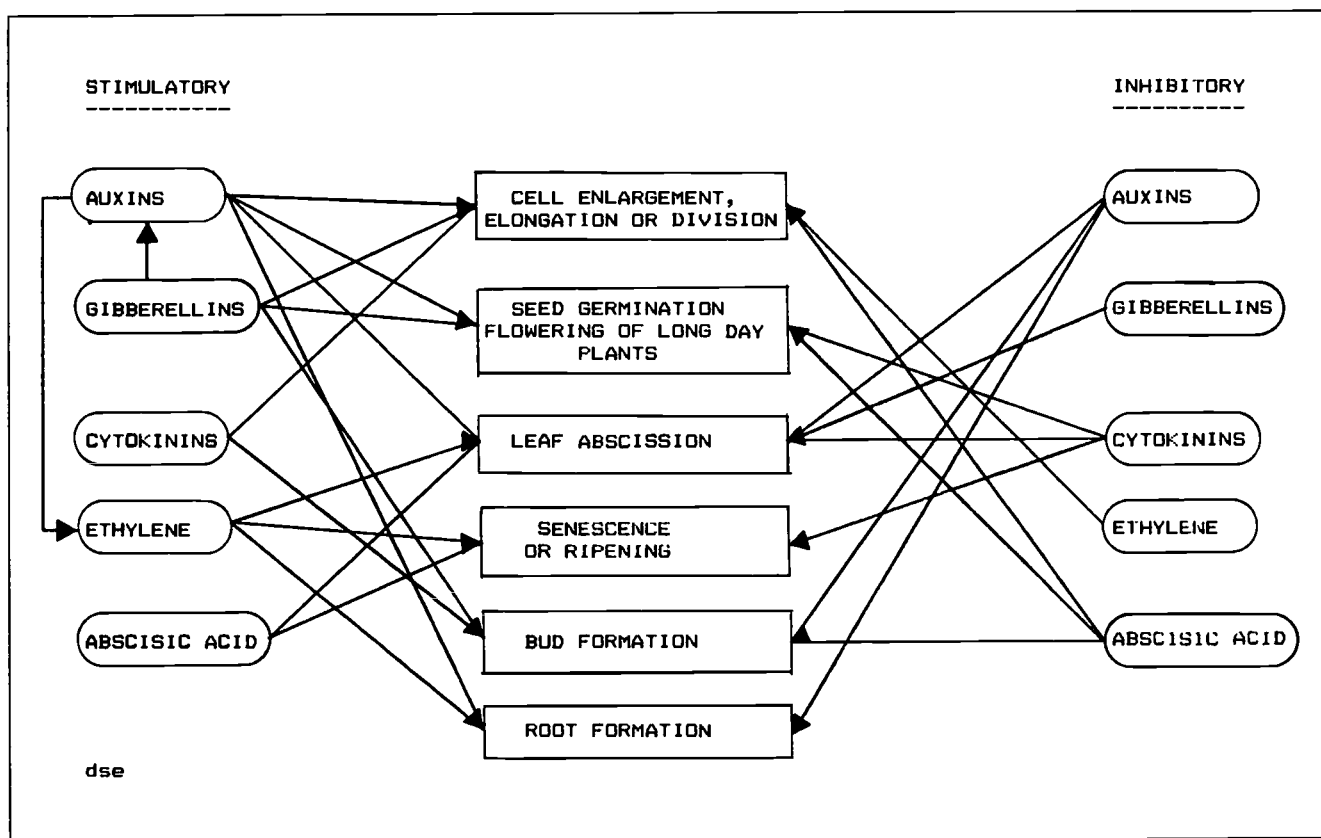 STIMULATORY
INHIBITORY
AUXINS
GIBBERELLINS
CYTOKININS
ETHYLENE
ABSCISIC ACID
CELL ENLARGEMENT,
ELONGATION OR DIVISION
SEED GERMINATION
FLOWERING OF LONG DAY
PLANTS
LEAF ABSCISSION
SENESCENCE
OR RIPENING
BUD FORMATION
ROOT FORMATION
AUXINS
GIBBERELLINS
CYTOKININS
ETHYLENE
ABSCISIC ACID
dse